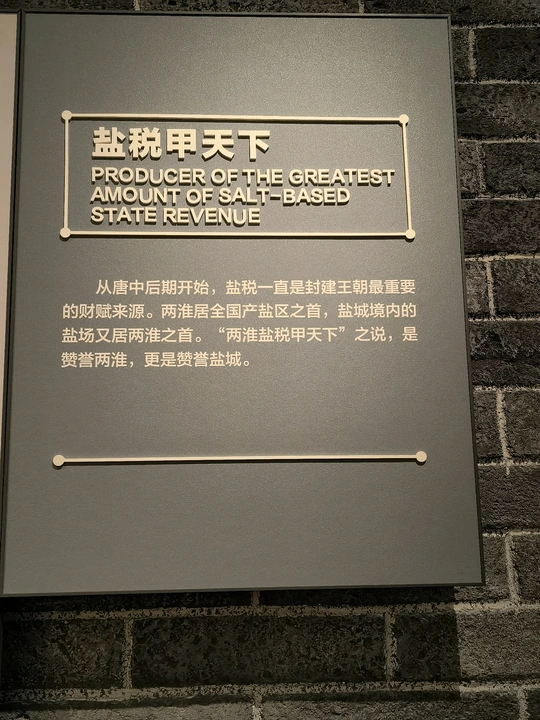 盐税甲天下
PRODUCER OF THE GREATEST
AMOUNT OF SALT-BASED
STATE REVENUE
从唐中后期开始，盐税一直是封建王朝最重要
的财赋来源。两淮居全国产盐区之首，盐城境内的
盐场又居两淮之首。“两淮盐税甲天下”之说，是
赞誉两淮，更是赞誉盐城。